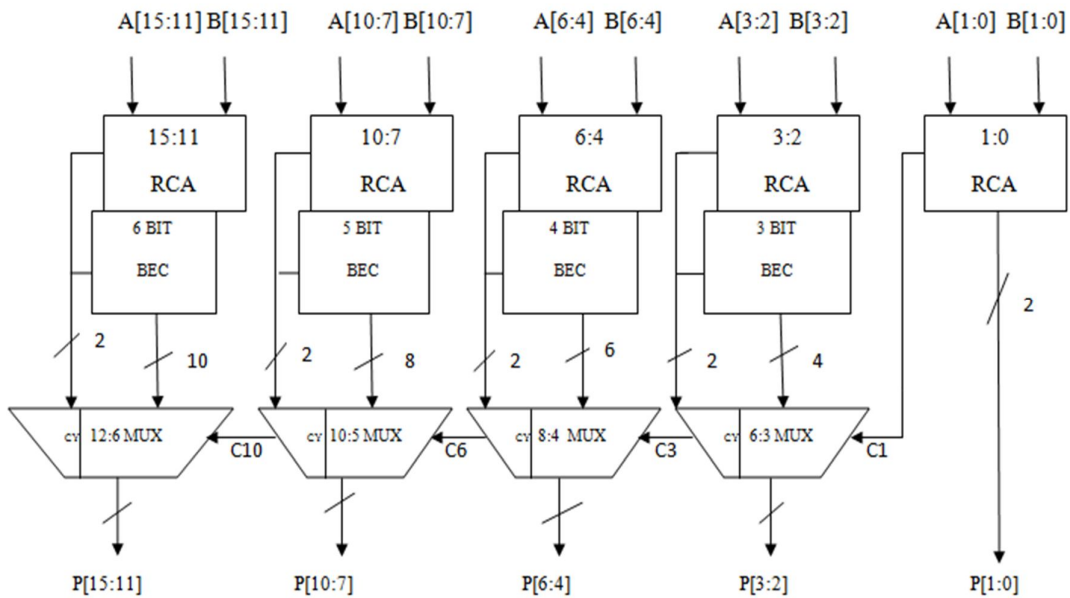 A[15:11] B[15:11] A[10:7] B[10:7] A[6:4] B[6:4] A[3:2] B[3:2] A[1:0] B[1:0]
15:11 10:7 6:4 3:2 1:0
RCA RCA RCA RCA RCA
6 BIT 5 BIT 4 BIT 3 BIT
BEC BEC BEC BEC
2
2 10 2 8 2 6 2 4
CY 12:6 MUX CY 10:5 MUX CY 8:4 MUX CY 6:3 MUX
C10 C6 C3 C1
P[15:11] P[10:7] P[6:4] P[3:2] P[1:0]